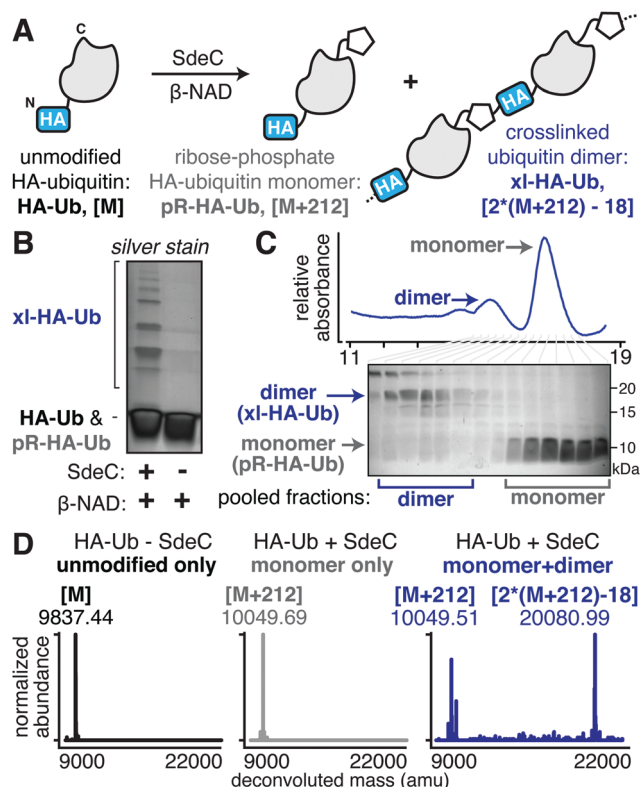 A
C
N
HA
SdeC
β-NAD
HA
+
HA
HA
unmodified
HA-ubiquitin:
HA-Ub, [M]
ribose-phosphate
HA-ubiquitin monomer:
pR-HA-Ub, [M+212]
crosslinked
ubiquitin dimer:
xl-HA-Ub,
[2*(M+212) - 18]
B
silver stain
xl-HA-Ub
HA-Ub &
pR-HA-Ub
-
SdeC: + -
β-NAD: + +
C
relative
absorbance
monomer
dimer
11 19
dimer
(xl-HA-Ub)
monomer
(pR-HA-Ub)
20
15
10
kDa
pooled fractions: dimer monomer
D
HA-Ub - SdeC
unmodified only
[M]
9837.44
HA-Ub + SdeC
monomer only
[M+212]
10049.69
HA-Ub + SdeC
monomer+dimer
[M+212] [2*(M+212)-18]
10049.51 20080.99
normalized
abundance
9000 22000 9000 22000 9000 22000
deconvoluted mass (amu)